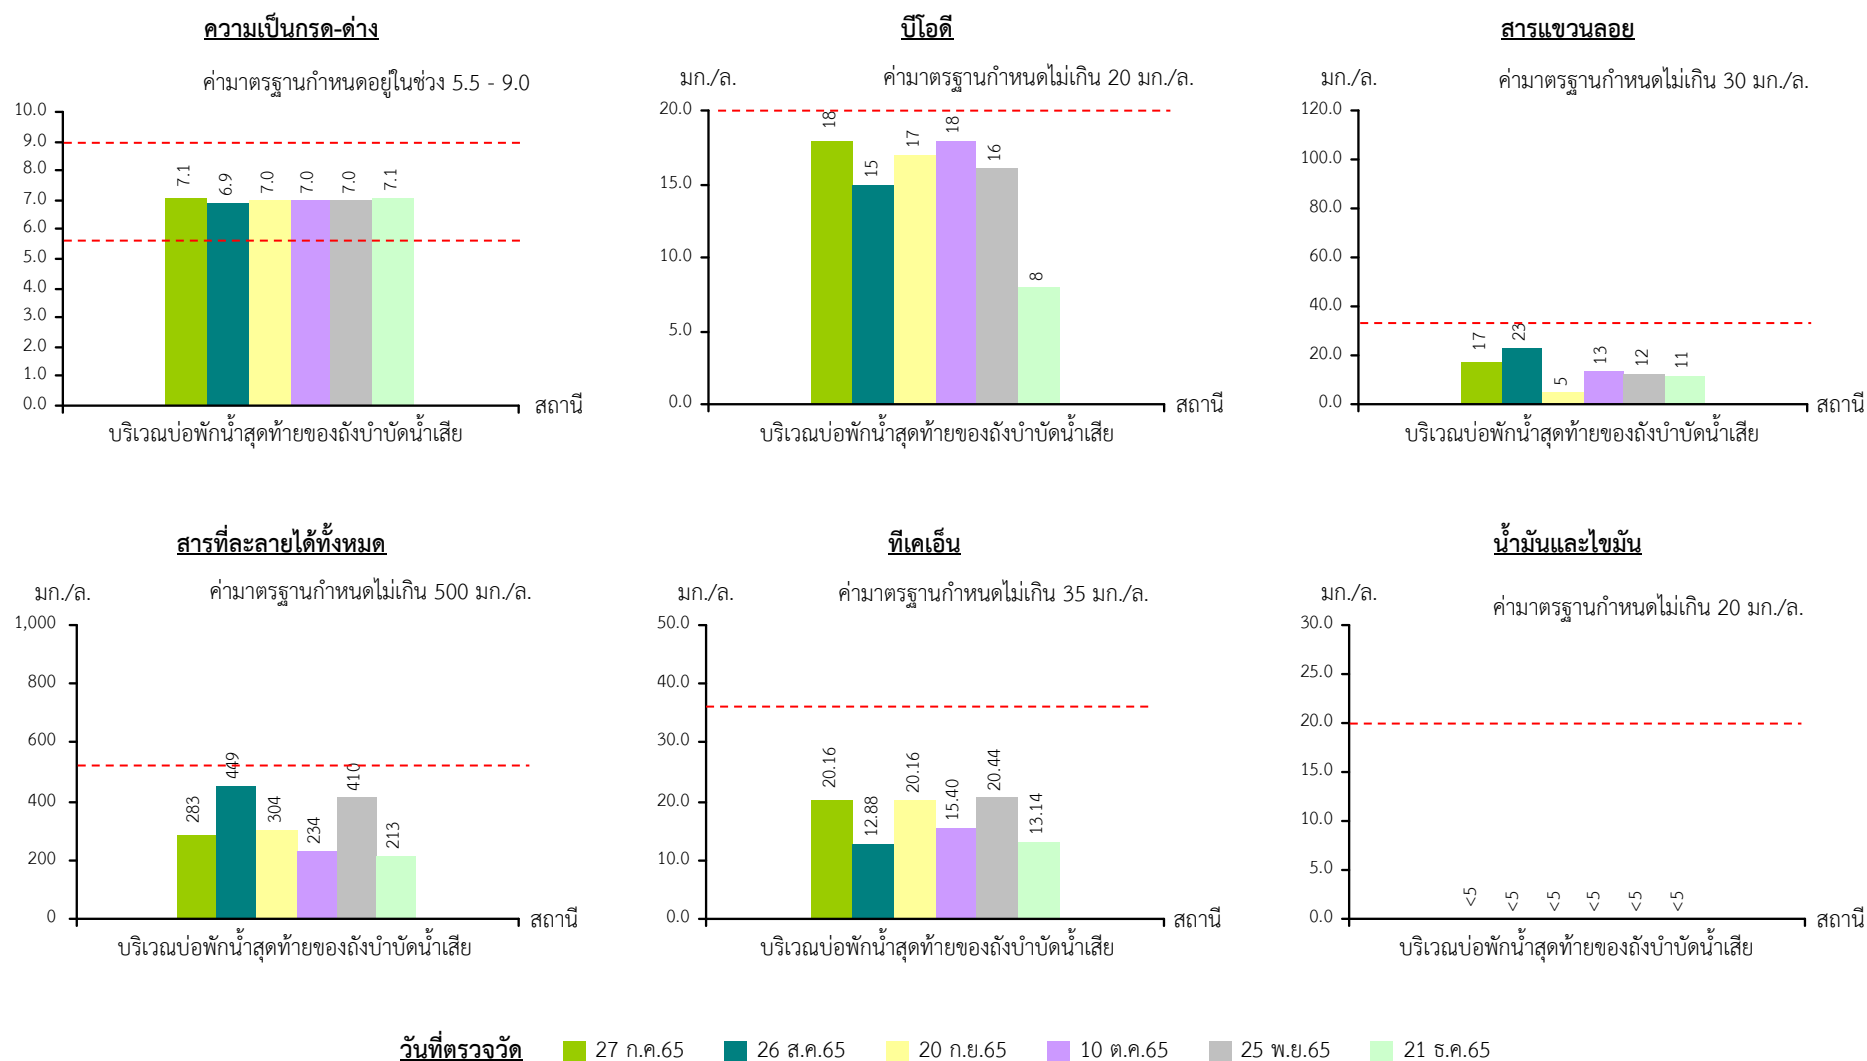 ความเป็นกรด-ด่าง
ค่ามาตรฐานกำหนดอยู่ในช่วง 5.5 - 9.0
10.0
9.0
8.0
7.0
6.0
5.0
4.0
3.0
2.0
1.0
0.0
7.1
6.9
7.0
7.0
7.0
7.1
สถานี
บริเวณบ่อพักน้ำสุดท้ายของถังบำบัดน้ำเสีย
บีโอดี
มก./ล.
ค่ามาตรฐานกำหนดไม่เกิน 20 มก./ล.
20.0
15.0
10.0
5.0
0.0
18
15
17
18
16
8
สถานี
บริเวณบ่อพักน้ำสุดท้ายของถังบำบัดน้ำเสีย
สารแขวนลอย
มก./ล.
ค่ามาตรฐานกำหนดไม่เกิน 30 มก./ล.
120.0
100.0
80.0
60.0
40.0
20.0
0.0
17
23
5
13
12
11
สถานี
บริเวณบ่อพักน้ำสุดท้ายของถังบำบัดน้ำเสีย
สารที่ละลายได้ทั้งหมด
มก./ล.
ค่ามาตรฐานกำหนดไม่เกิน 500 มก./ล.
1,000
800
600
400
200
0
283
449
304
234
410
213
สถานี
บริเวณบ่อพักน้ำสุดท้ายของถังบำบัดน้ำเสีย
ทีเคเอ็น
มก./ล.
ค่ามาตรฐานกำหนดไม่เกิน 35 มก./ล.
50.0
40.0
30.0
20.0
10.0
0.0
20.16
12.88
20.16
15.40
20.44
13.14
สถานี
บริเวณบ่อพักน้ำสุดท้ายของถังบำบัดน้ำเสีย
น้ำมันและไขมัน
มก./ล.
ค่ามาตรฐานกำหนดไม่เกิน 20 มก./ล.
30.0
25.0
20.0
15.0
10.0
5.0
0.0
<5
<5
<5
<5
<5
<5
สถานี
บริเวณบ่อพักน้ำสุดท้ายของถังบำบัดน้ำเสีย
วันที่ตรวจวัด 27 ก.ค.65 26 ส.ค.65 20 ก.ย.65 10 ต.ค.65 25 พ.ย.65 21 ธ.ค.65